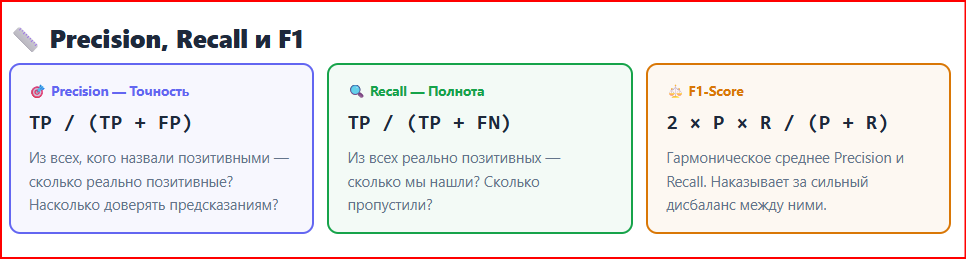 Precision, Recall и F1
Precision — Точность
TP / (TP + FP)
Из всех, кого назвали позитивными —
сколько реально позитивные?
Насколько доверять предсказаниям?
Recall — Полнота
TP / (TP + FN)
Из всех реально позитивных —
сколько мы нашли? Сколько
пропустили?
F1-Score
2 × P × R / (P + R)
Гармоническое среднее Precision и
Recall. Наказывает за сильный
дисбаланс между ними.